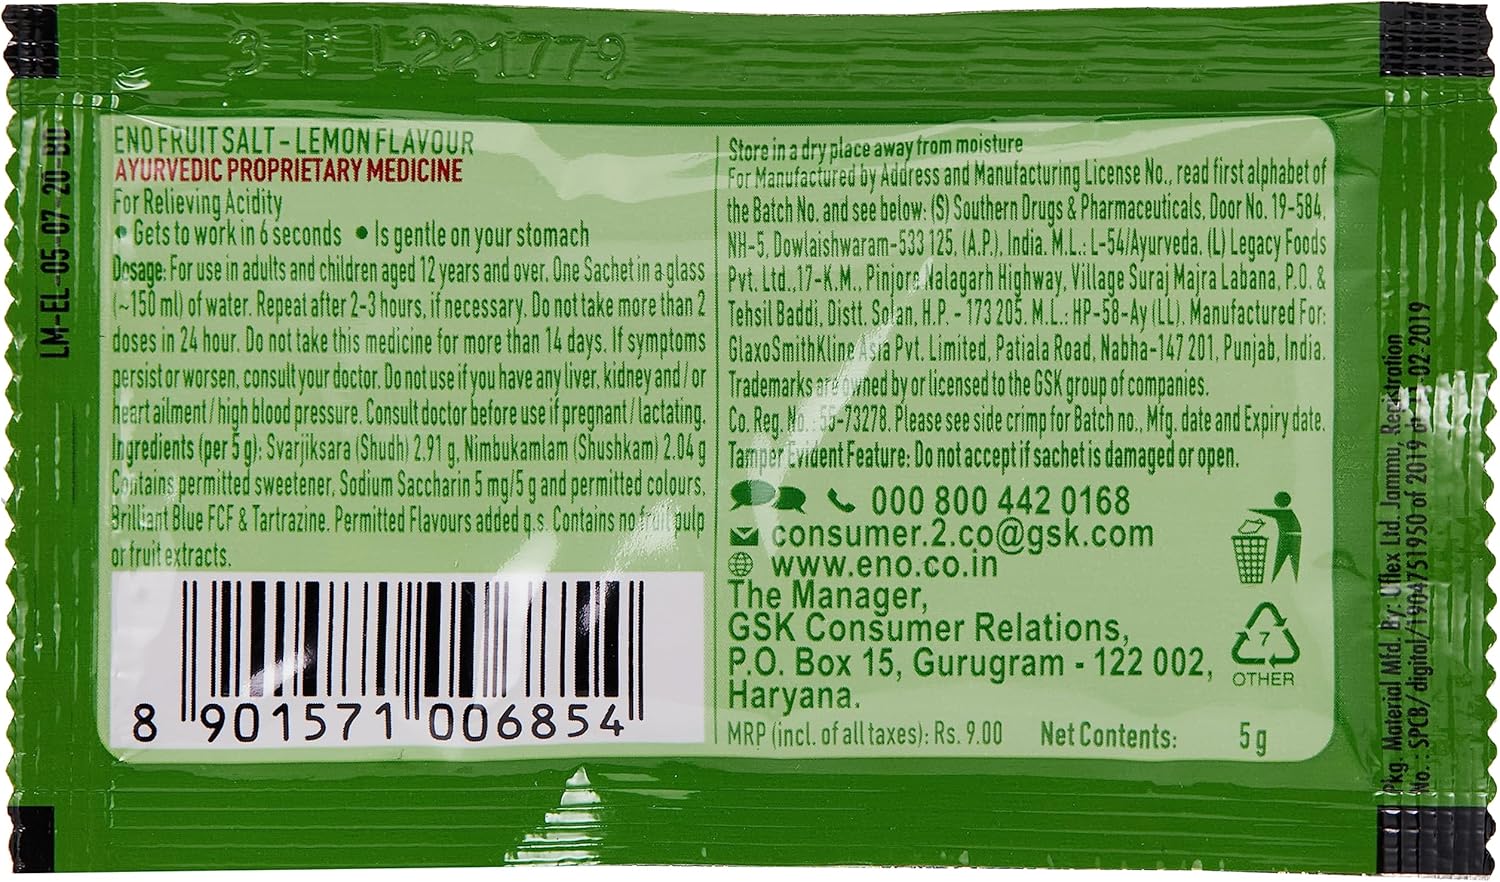 3 F L221779
LM-EL-05-07-20-BD
ENO FRUIT SALT - LEMON FLAVOUR
AYURVEDIC PROPRIETARY MEDICINE
For Relieving Acidity
• Gets to work in 6 seconds • Is gentle on your stomach
Dosage: For use in adults and children aged 12 years and over. One Sachet in a glass
(~150 ml) of water. Repeat after 2-3 hours, if necessary. Do not take more than 2
doses in 24 hour. Do not take this medicine for more than 14 days. If symptoms
persist or worsen, consult your doctor. Do not use if you have any liver, kidney and / or
heart ailment / high blood pressure. Consult doctor before use if pregnant / lactating.
Ingredients (per 5 g): Svarjiksara (Shudh) 2.91 g, Nimbukamlam (Shushkam) 2.04 g
Contains permitted sweetener, Sodium Saccharin 5 mg/5 g and permitted colours,
Brilliant Blue FCF & Tartrazine. Permitted Flavours added q.s. Contains no fruit pulp
or fruit extracts.
8 901571 006854
Store in a dry place away from moisture
For Manufactured by Address and Manufacturing License No., read first alphabet of
the Batch No. and see below: (S) Southern Drugs & Pharmaceuticals, Door No. 19-584,
NH-5, Dowlaishwaram-533 125, (A.P.), India. M.L.: L-54/Ayurveda. (L) Legacy Foods
Pvt. Ltd.,17-K.M., Pinjore Nalagarh Highway, Village Suraj Majra Labana, P.O. &
Tehsil Baddi, Distt. Solan, H.P. - 173 205. M.L.: HP-58-Ay (LL). Manufactured For:
GlaxoSmithKline Asia Pvt. Limited, Patiala Road, Nabha-147 201, Punjab, India.
Trademarks are owned by or licensed to the GSK group of companies.
Co. Reg. No.: 55-73278. Please see side crimp for Batch no., Mfg. date and Expiry date.
Tamper Evident Feature: Do not accept if sachet is damaged or open.
000 800 442 0168
consumer.2.co@gsk.com
www.eno.co.in
The Manager,
GSK Consumer Relations,
P.O. Box 15, Gurugram - 122 002,
Haryana.
MRP (incl. of all taxes): Rs. 9.00 Net Contents: 5 g
7
OTHER
Pkg. Material Mfd. By: Uflex Ltd. Jammu, Registration
No.: SPCB/digital/1904751950 of 2019 -02-2019